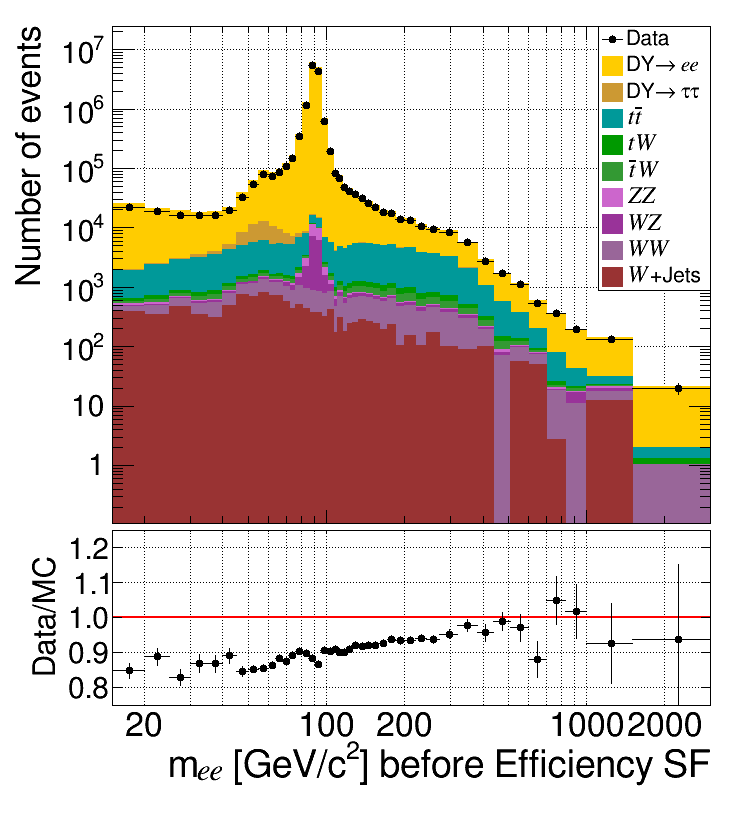 Number of events
10⁷
10⁶
10⁵
10⁴
10³
10²
10
1
Data
DY→ ee
DY→ ττ
tt̄
tW
t̄W
ZZ
WZ
WW
W+Jets
Data/MC
1.2
1.1
1.0
0.9
0.8
20 100 200 1000 2000
mₑₑ [GeV/c²] before Efficiency SF